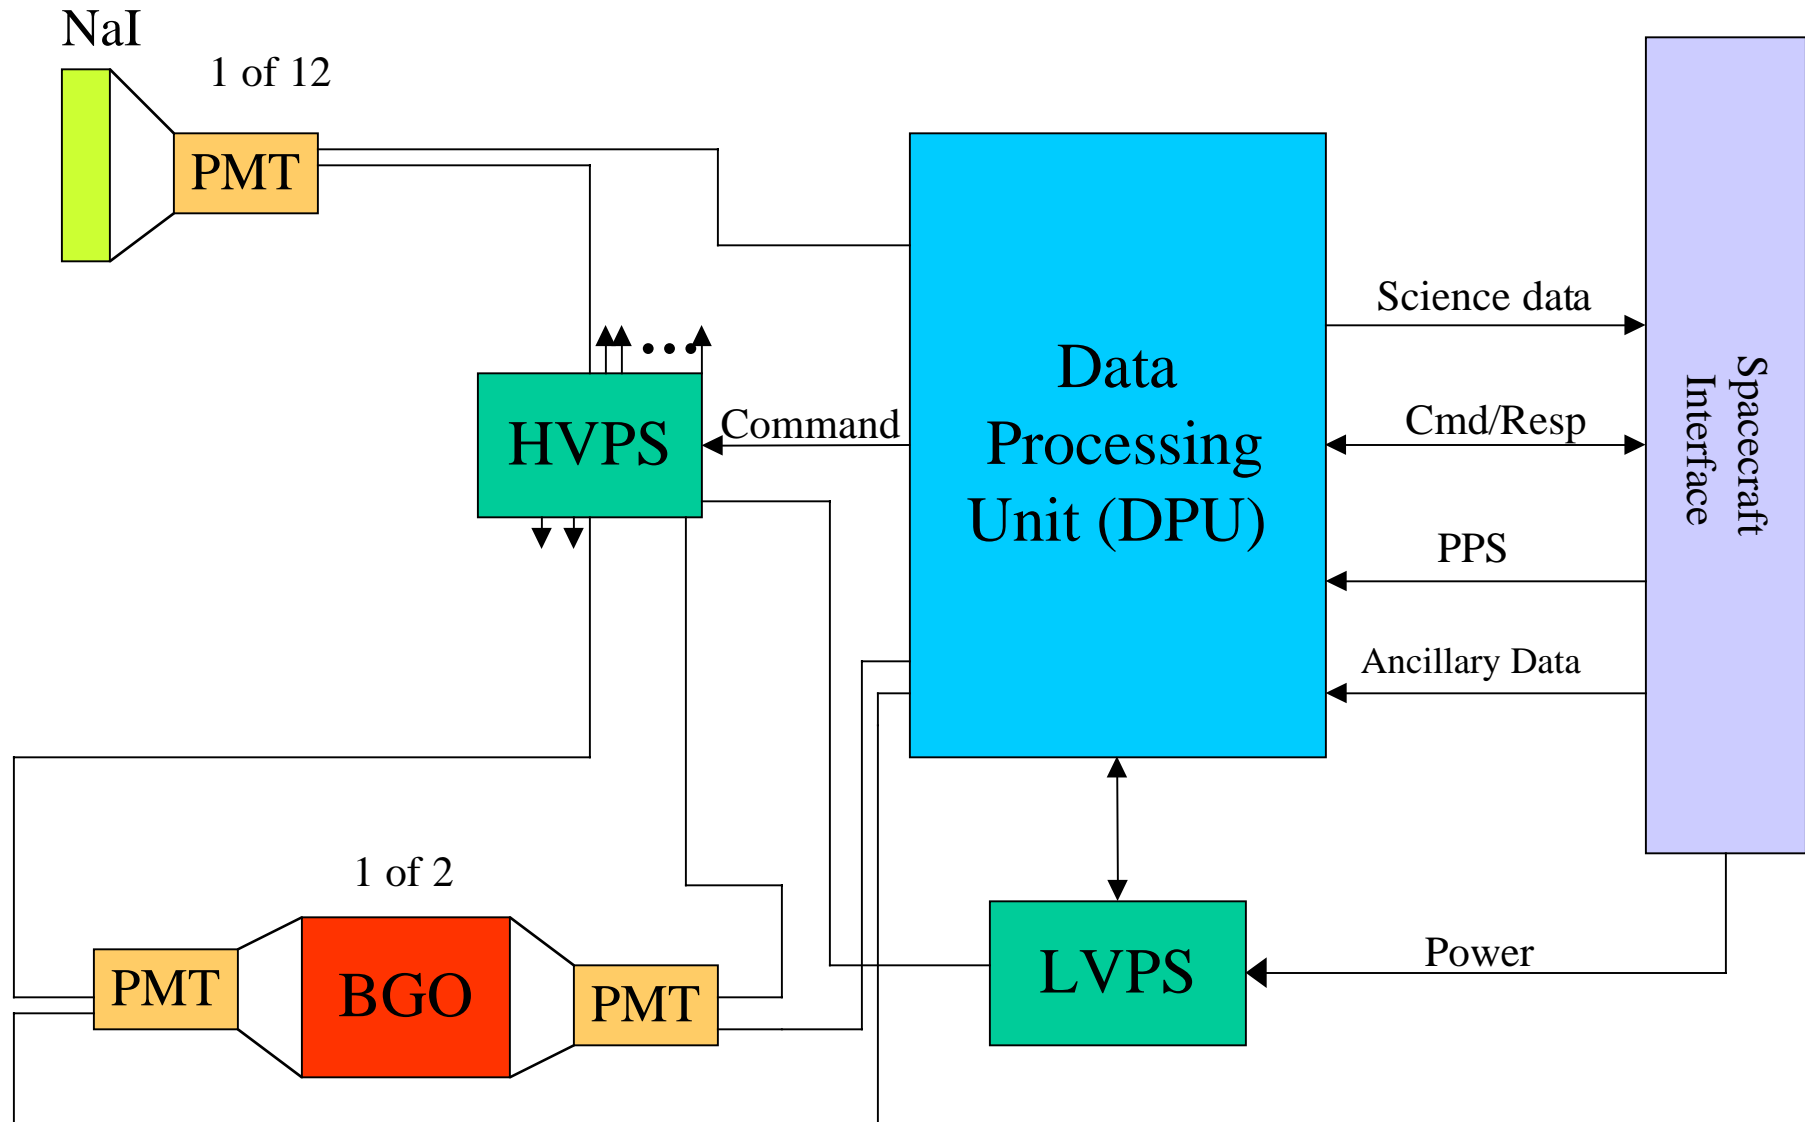 NaI
1 of 12
PMT
Science data
Data
Processing
Unit (DPU)
HVPS
Command
Cmd/Resp
Spacecraft
Interface
PPS
Ancillary Data
1 of 2
PMT
BGO
PMT
LVPS
Power